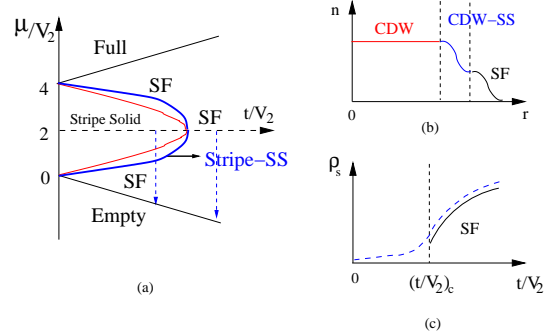 μ/V₂
Full
4
SF
Stripe Solid
SF
t/V₂
2
Stripe−SS
0
SF
Empty
(a)
n
CDW−SS
CDW
SF
0
r
(b)
ρₛ
SF
0
(t/V₂)c
t/V₂
(c)